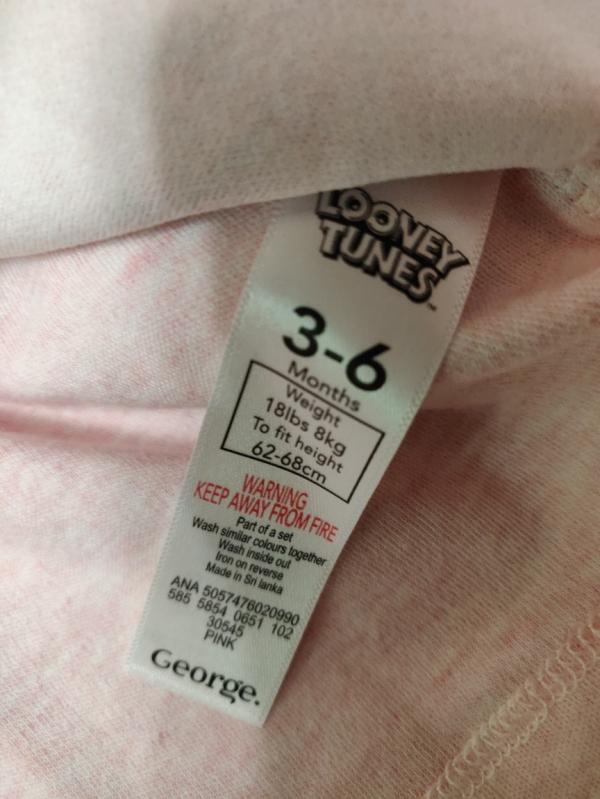 LOONEY
TUNES™
3-6
Months
Weight
18lbs 8kg
To fit height
62-68cm
WARNING
KEEP AWAY FROM FIRE
Part of a set
Wash similar colours together
Wash inside out
Iron on reverse
Made in Sri lanka
ANA 5057476020990
585 5854 0651 102
30545
PINK
George.